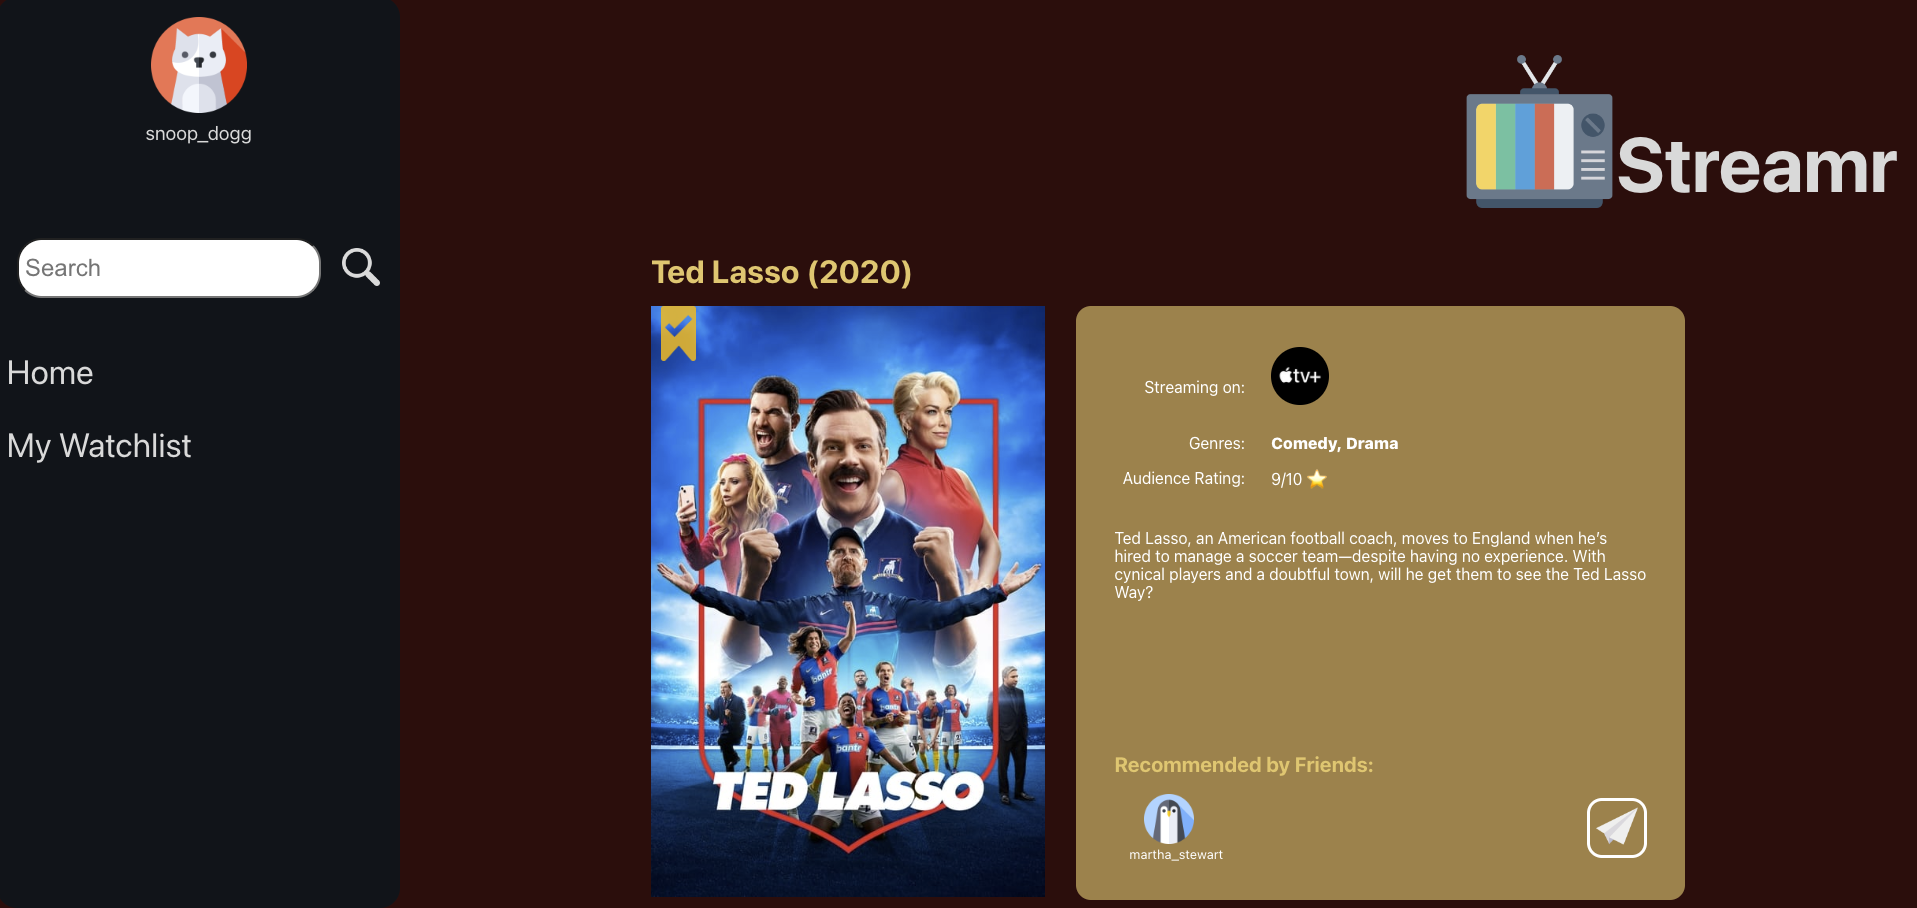 snoop_dogg
Search
Home
My Watchlist
Streamr
Ted Lasso (2020)
bantr
bantr
bantr
TED LASSO
Streaming on:
tv+
Genres: Comedy, Drama
Audience Rating: 9/10 ⭐
Ted Lasso, an American football coach, moves to England when he’s
hired to manage a soccer team—despite having no experience. With
cynical players and a doubtful town, will he get them to see the Ted Lasso
Way?
Recommended by Friends:
martha_stewart